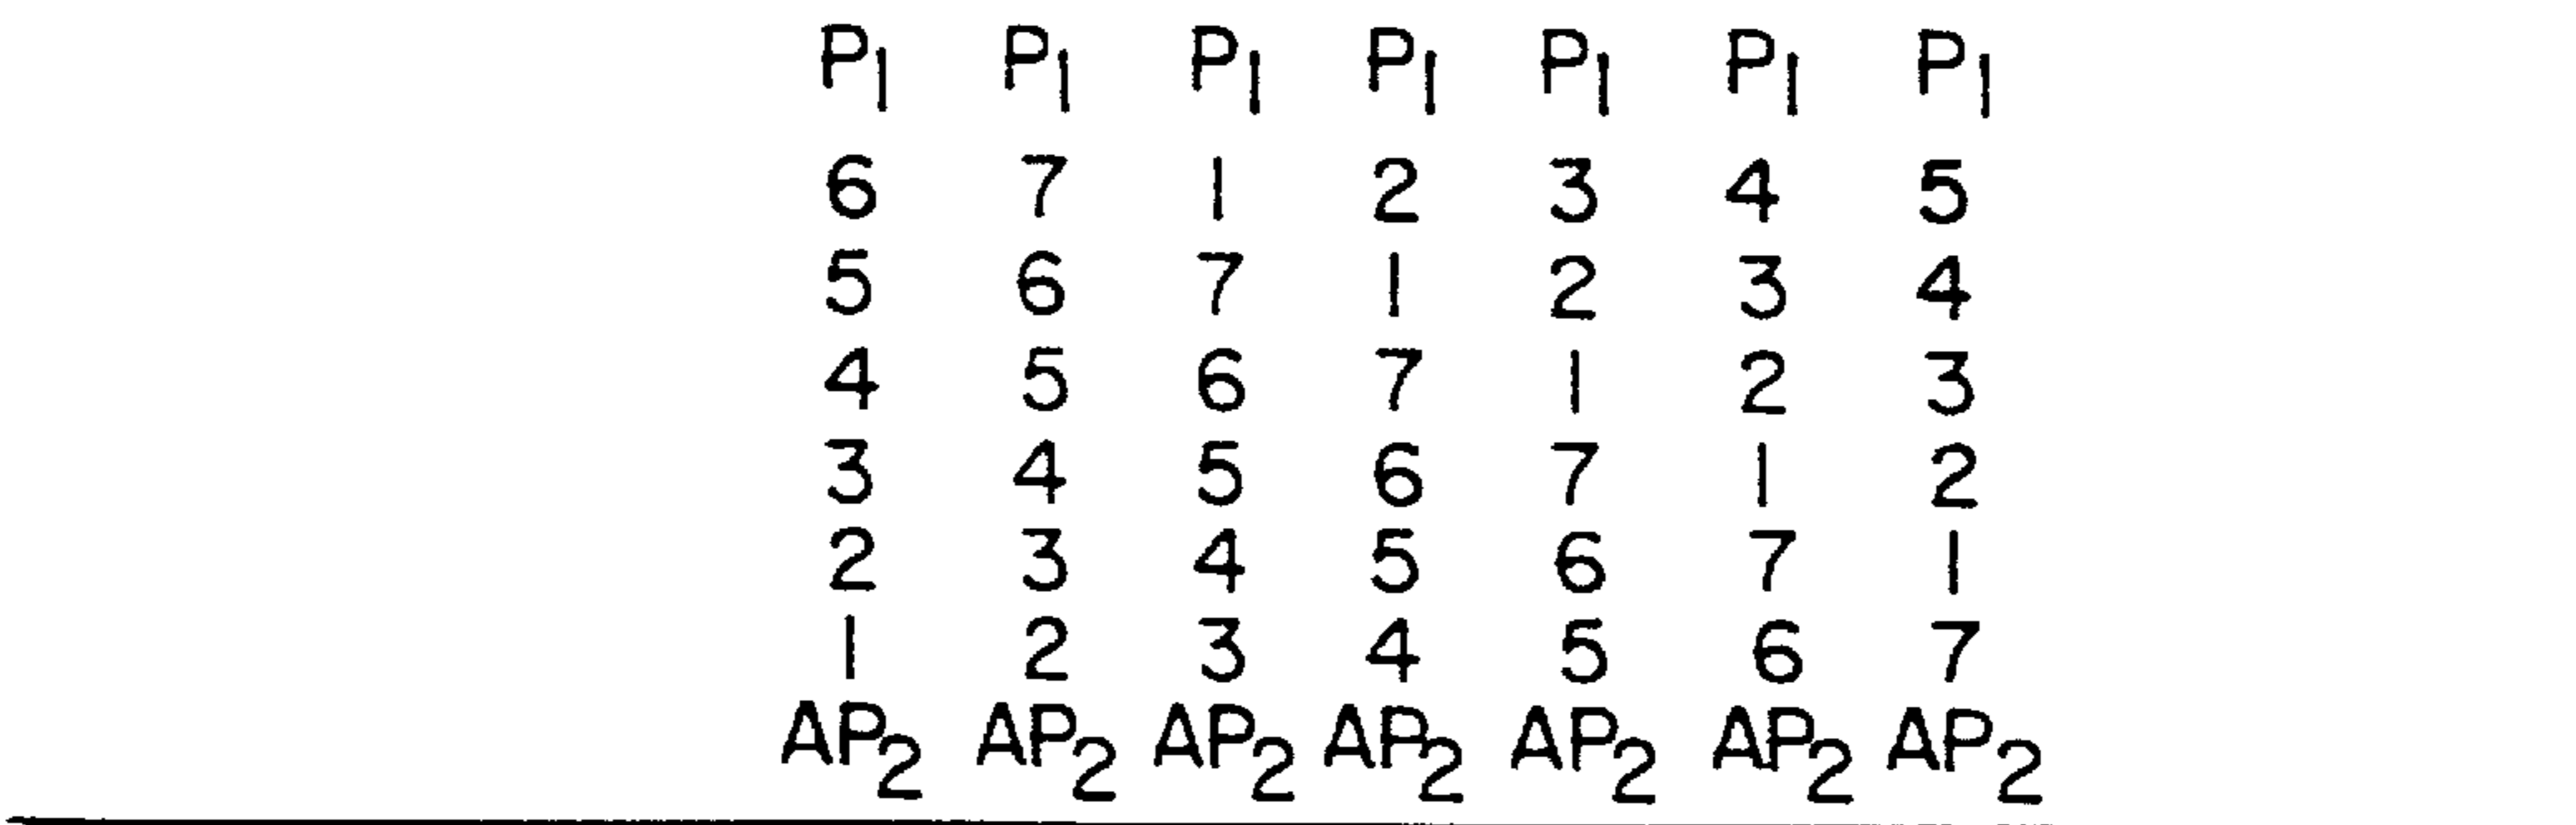 P1 P1 P1 P1 P1 P1 P1
6 7 1 2 3 4 5
5 6 7 1 2 3 4
4 5 6 7 1 2 3
3 4 5 6 7 1 2
2 3 4 5 6 7 1
1 2 3 4 5 6 7
AP2 AP2 AP2 AP2 AP2 AP2 AP2